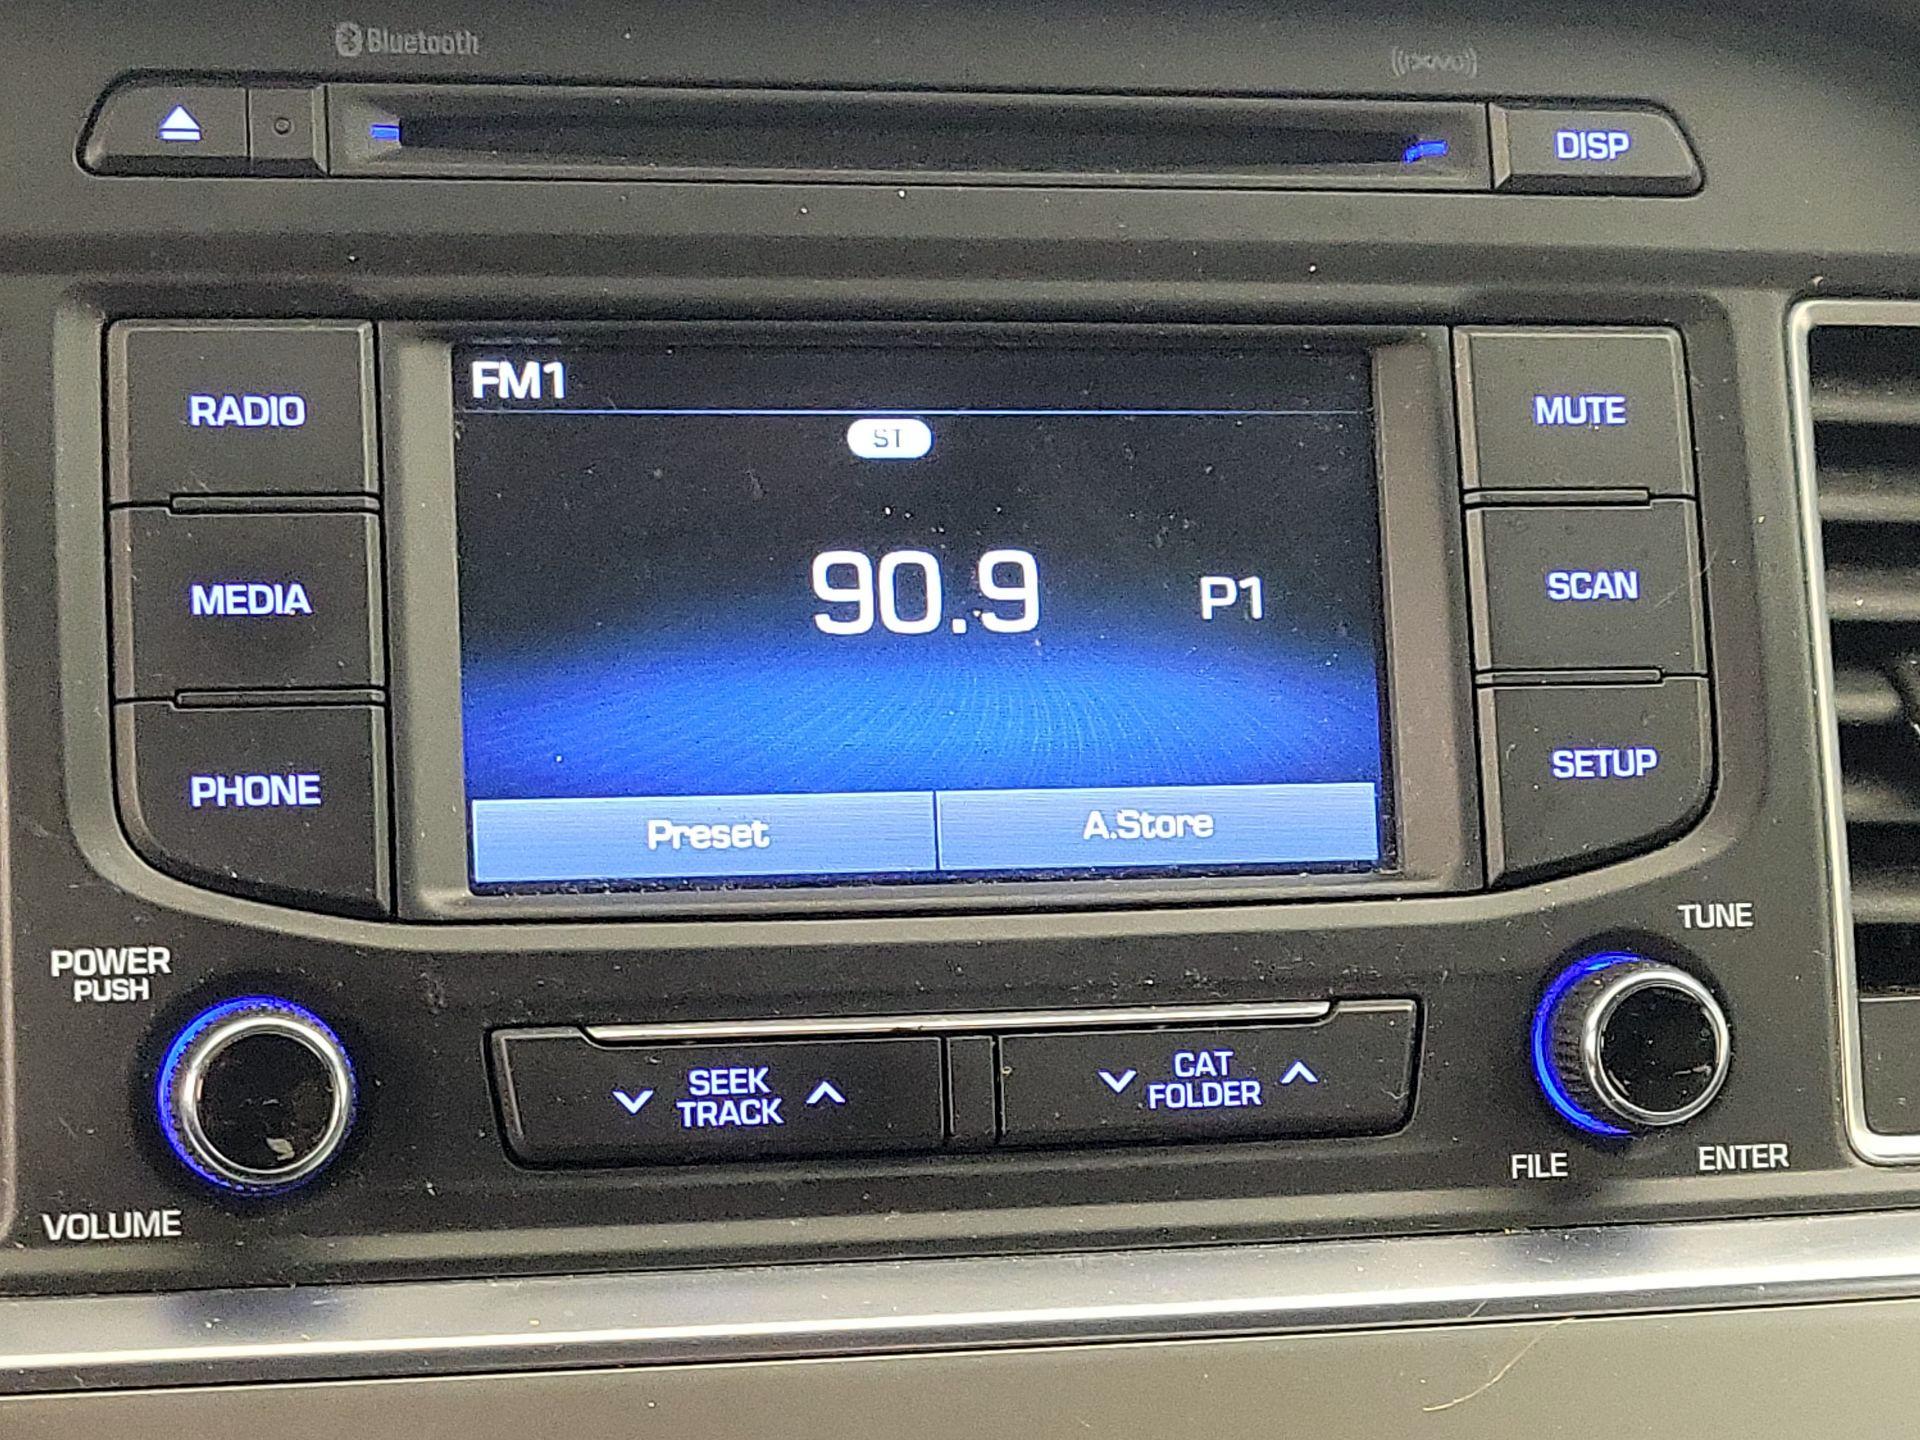 Bluetooth
((XM))
DISP
RADIO
FM1
MUTE
ST
MEDIA
90.9
P1
SCAN
PHONE
SETUP
Preset
A.Store
POWER
PUSH
TUNE
SEEK
TRACK
CAT
FOLDER
VOLUME
FILE
ENTER